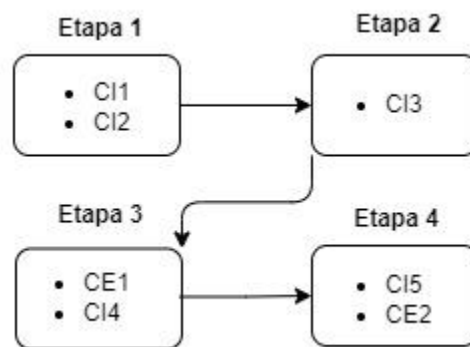 Etapa 1
• CI1
• CI2
Etapa 2
• CI3
Etapa 3
• CE1
• CI4
Etapa 4
• CI5
• CE2